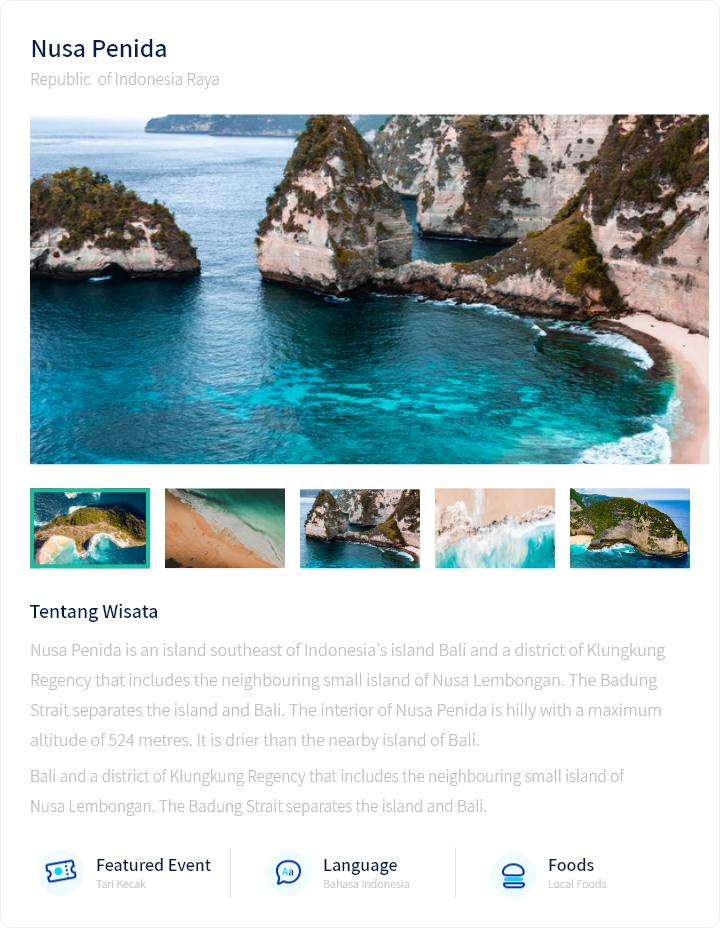 Nusa Penida
Republic of Indonesia Raya
Tentang Wisata
Nusa Penida is an island southeast of Indonesia's island Bali and a district of Klungkung
Regency that includes the neighbouring small island of Nusa Lembongan. The Badung
Strait separates the island and Bali. The interior of Nusa Penida is hilly with a maximum
altitude of 524 metres. It is drier than the nearby island of Bali.
Bali and a district of Klungkung Regency that includes the neighbouring small island of
Nusa Lembongan. The Badung Strait separates the island and Bali.
Featured Event
Tari Kecak
Aa
Language
Bahasa Indonesia
Foods
Local Foods